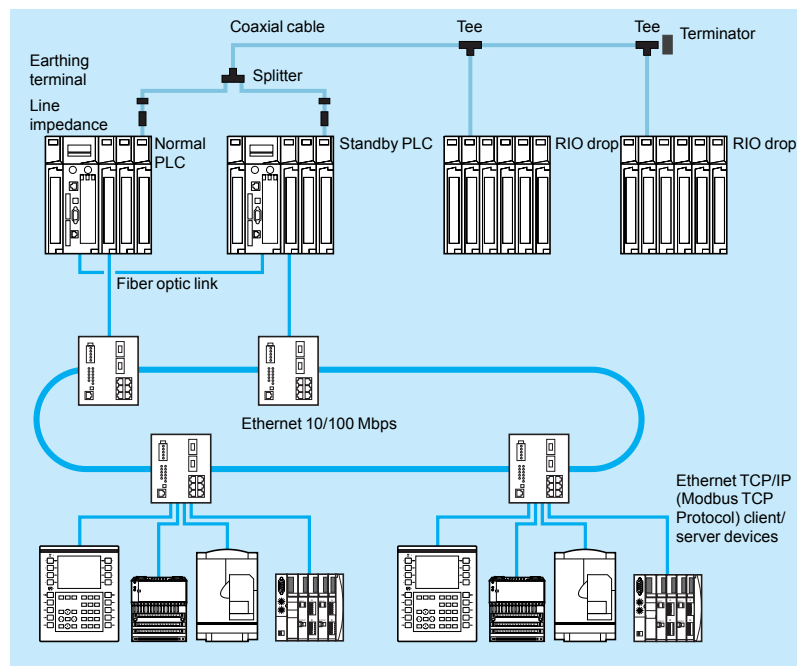 Coaxial cable
Tee
Tee
Terminator
Earthing
terminal
Splitter
Line
impedance
Normal
PLC
Standby PLC
RIO drop
RIO drop
Fiber optic link
Ethernet 10/100 Mbps
Ethernet TCP/IP
(Modbus TCP
Protocol) client/
server devices